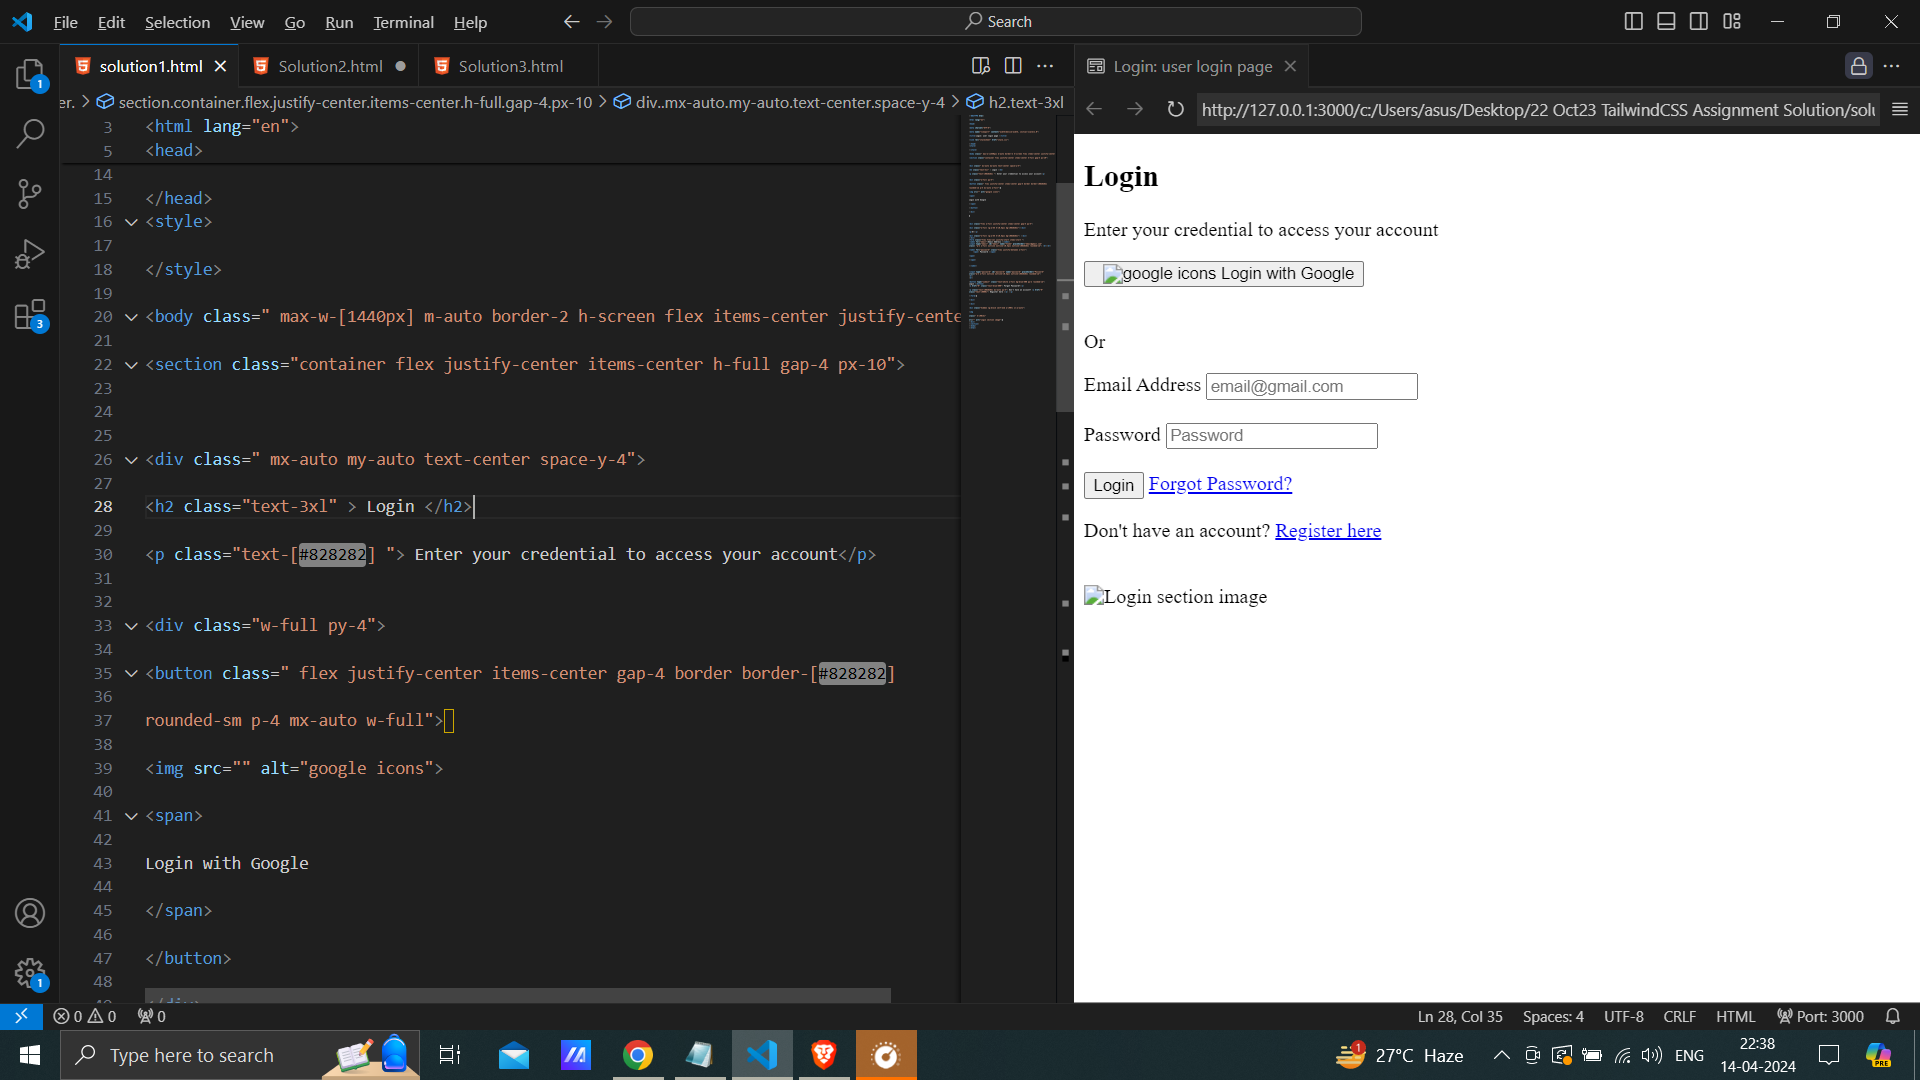 File Edit Selection View Go Run Terminal Help
Search
solution1.html Solution2.html Solution3.html
Login: user login page
er. section.container.flex.justify-center.items-center.h-full.gap-4.px-10 div..mx-auto.my-auto.text-center.space-y-4 h2.text-3xl
http://127.0.0.1:3000/c:/Users/asus/Desktop/22 Oct23 TailwindCSS Assignment Solution/solu
3 <html lang="en">
5 <head>
14
15 </head>
16 <style>
17
18 </style>
19
20 <body class=" max-w-[1440px] m-auto border-2 h-screen flex items-center justify-cente
21
22 <section class="container flex justify-center items-center h-full gap-4 px-10">
23
24
25
26 <div class=" mx-auto my-auto text-center space-y-4">
27
28 <h2 class="text-3xl" > Login </h2>
29
30 <p class="text-[#828282] "> Enter your credential to access your account</p>
31
32
33 <div class="w-full py-4">
34
35 <button class=" flex justify-center items-center gap-4 border border-[#828282]
36
37 rounded-sm p-4 mx-auto w-full">
38
39 <img src="" alt="google icons">
40
41 <span>
42
43 Login with Google
44
45 </span>
46
47 </button>
48
Login
Enter your credential to access your account
google icons Login with Google
Or
Email Address email@gmail.com
Password Password
Login Forgot Password?
Don't have an account? Register here
Login section image
1
3
1
0 0 0
Ln 28, Col 35 Spaces: 4 UTF-8 CRLF HTML Port: 3000
Type here to search
1
27°C Haze
ENG
22:38
14-04-2024
PRE